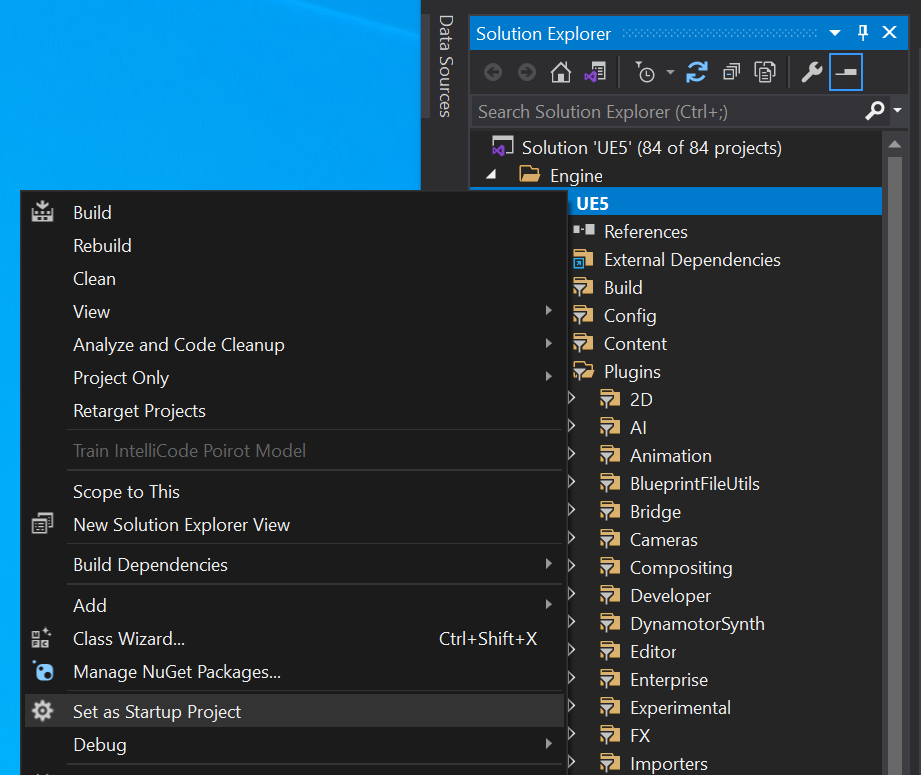 Data Sources
Solution Explorer
Search Solution Explorer (Ctrl+;)
Solution 'UE5' (84 of 84 projects)
Engine
UE5
References
External Dependencies
Build
Config
Content
Plugins
2D
AI
Animation
BlueprintFileUtils
Bridge
Cameras
Compositing
Developer
DynamotorSynth
Editor
Enterprise
Experimental
FX
Importers
Build
Rebuild
Clean
View
Analyze and Code Cleanup
Project Only
Retarget Projects
Train IntelliCode Poirot Model
Scope to This
New Solution Explorer View
Build Dependencies
Add
Class Wizard... Ctrl+Shift+X
Manage NuGet Packages...
Set as Startup Project
Debug